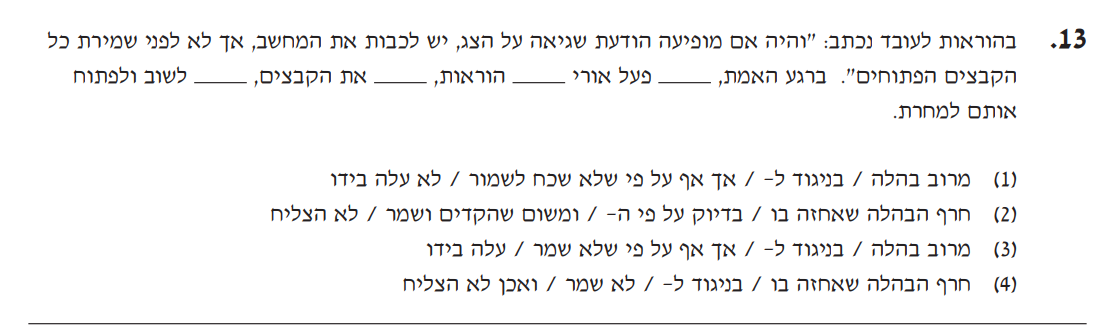 13. בהוראות לעובד נכתב: "והיה אם מופיעה הודעת שגיאה על הצג, יש לכבות את המחשב, אך לא לפני שמירת כל
הקבצים הפתוחים". ברגע האמת, _____ פעל אורי _____ הוראות, _____ את הקבצים, _____ לשוב ולפתוח
אותם למחרת.
(1) מרוב בהלה / בניגוד ל- / אך אף על פי שלא שכח לשמור / לא עלה בידו
(2) חרף הבהלה שאחזה בו / בדיוק על פי ה- / ומשום שהקדים ושמר / לא הצליח
(3) מרוב בהלה / בניגוד ל- / אך אף על פי שלא שמר / עלה בידו
(4) חרף הבהלה שאחזה בו / בניגוד ל- / לא שמר / ואכן לא הצליח